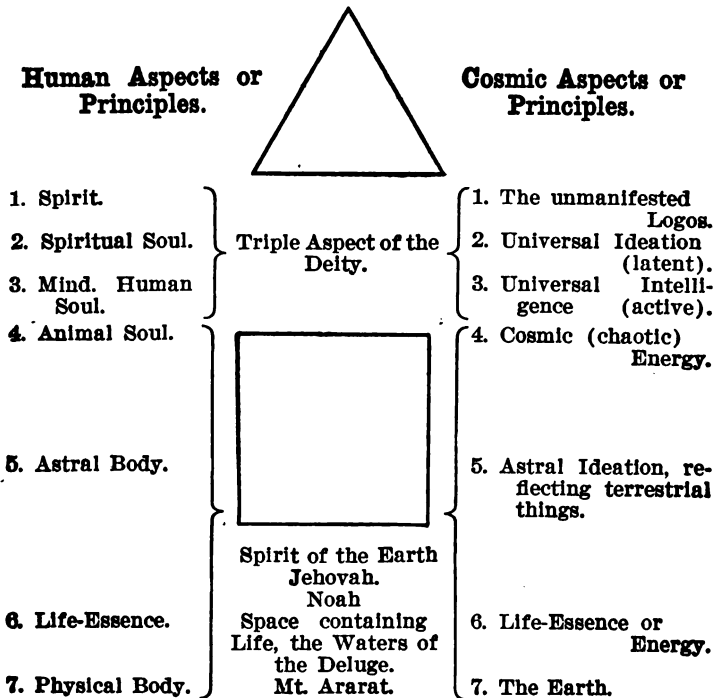 Human Aspects or
Principles.
Cosmic Aspects or
Principles.
1. Spirit.
2. Spiritual Soul.
3. Mind. Human
Soul.
4. Animal Soul.
5. Astral Body.
6. Life-Essence.
7. Physical Body.
Triple Aspect of the
Deity.
Spirit of the Earth
Jehovah.
Noah
Space containing
Life, the Waters of
the Deluge.
Mt. Ararat.
1. The unmanifested
Logos.
2. Universal Ideation
(latent).
3. Universal Intelli-
gence (active).
4. Cosmic (chaotic)
Energy.
5. Astral Ideation, re-
flecting terrestrial
things.
6. Life-Essence or
Energy.
7. The Earth.